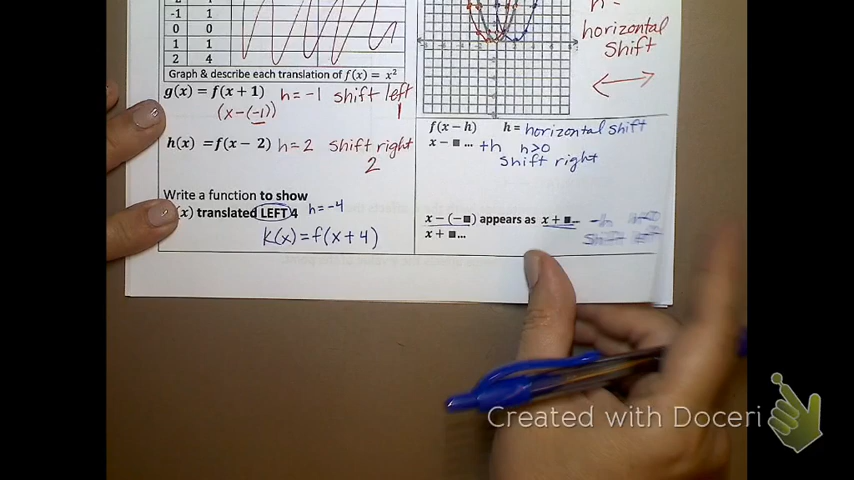 -1 1
0 0
1 1
2 4
Graph & describe each translation of f(x) = x²
g(x) = f(x + 1) h = -1 shift left 1
(x-(-1))
h(x) = f(x − 2) h = 2 shift right 2
Write a function to show
(x) translated LEFT 4 h = -4
k(x) = f(x + 4)
horizontal
shift
f(x − h) h = horizontal shift
x − ■ ... +h h>0
shift right
x − (−■) appears as x + ■... -h
x + ■... shift
Created with Doceri